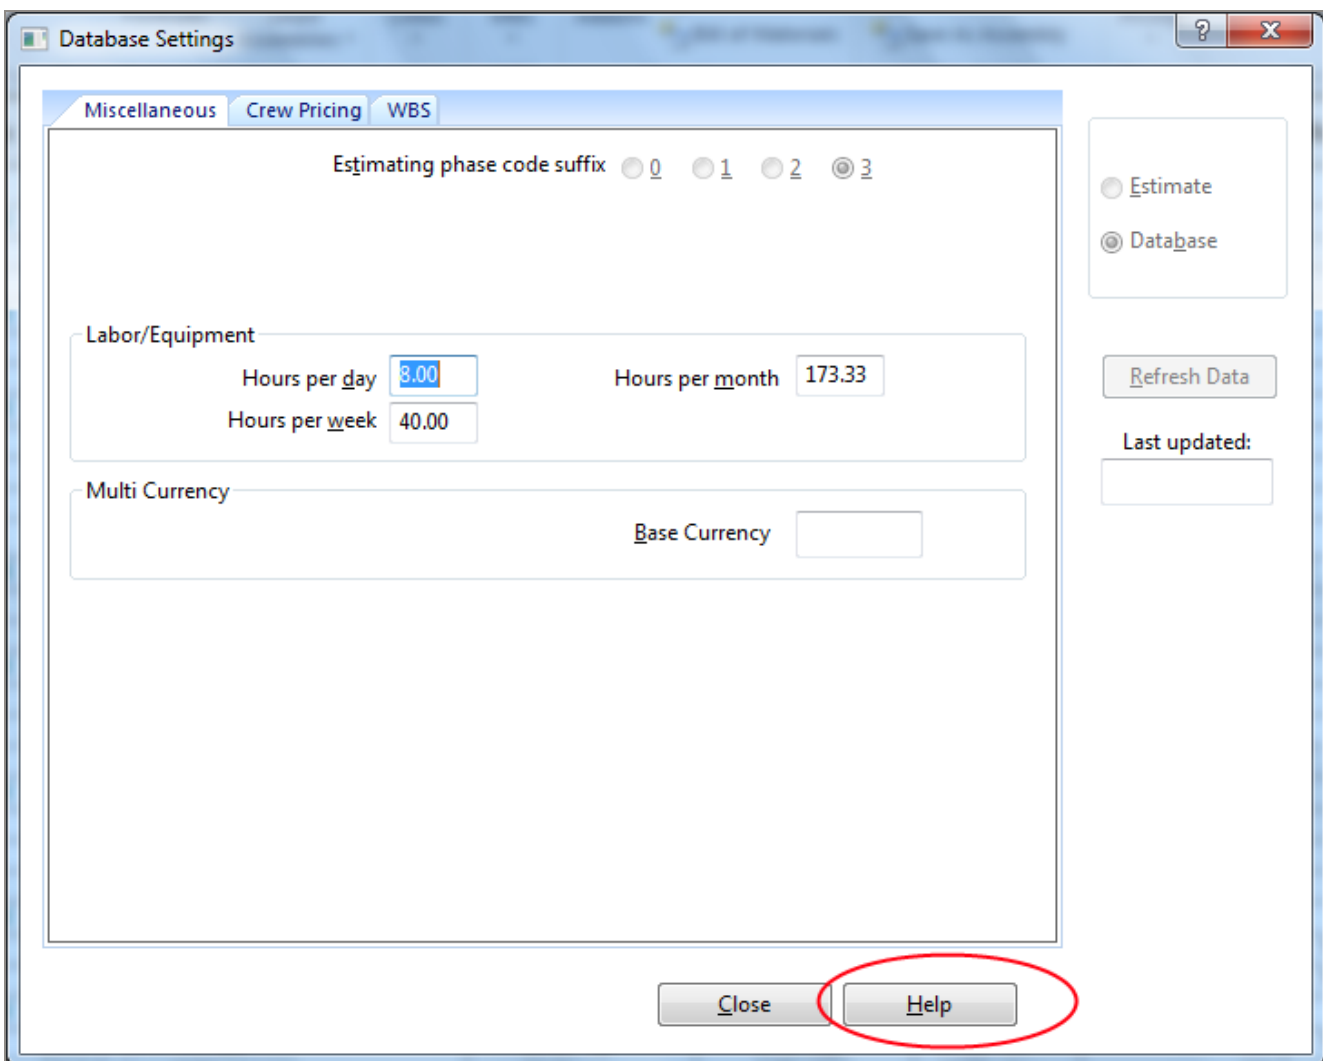 Database Settings
Miscellaneous Crew Pricing WBS
Estimating phase code suffix 0 1 2 3
Estimate
Database
Labor/Equipment
Hours per day 8.00 Hours per month 173.33
Hours per week 40.00
Refresh Data
Last updated:
Multi Currency
Base Currency
Close Help